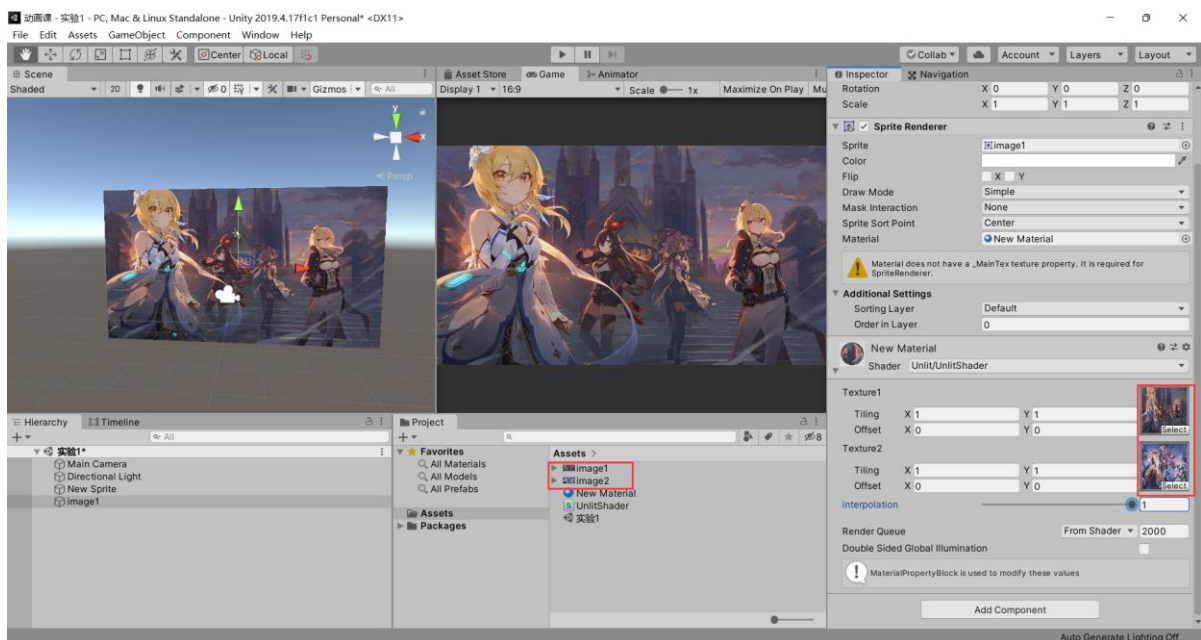 动画课 - 实验1 - PC, Mac & Linux Standalone - Unity 2019.4.17f1c1 Personal* <DX11>
File Edit Assets GameObject Component Window Help
Center Local Collab Account Layers Layout
Scene
Shaded 2D 0 Gizmos All
Persp
y
x
Asset Store Game Animator
Display 1 16:9 Scale 1x Maximize On Play Mu
Inspector Navigation
Rotation X 0 Y 0 Z 0
Scale X 1 Y 1 Z 1
Sprite Renderer
Sprite image1
Color
Flip X Y
Draw Mode Simple
Mask Interaction None
Sprite Sort Point Center
Material New Material
Material does not have a _MainTex texture property. It is required for
SpriteRenderer.
Additional Settings
Sorting Layer Default
Order in Layer 0
New Material
Shader Unlit/UnlitShader
Texture1
Tiling X 1 Y 1
Offset X 0 Y 0 Select
Texture2
Tiling X 1 Y 1
Offset X 0 Y 0 Select
interpolation 1
Render Queue From Shader 2000
Double Sided Global Illumination
MaterialPropertyBlock is used to modify these values
Add Component
Hierarchy Timeline
All
实验1*
Main Camera
Directional Light
New Sprite
image1
Project
8
Favorites
All Materials
All Models
All Prefabs
Assets
Packages
Assets >
image1
image2
New Material
UnlitShader
实验1
Auto Generate Lighting Off